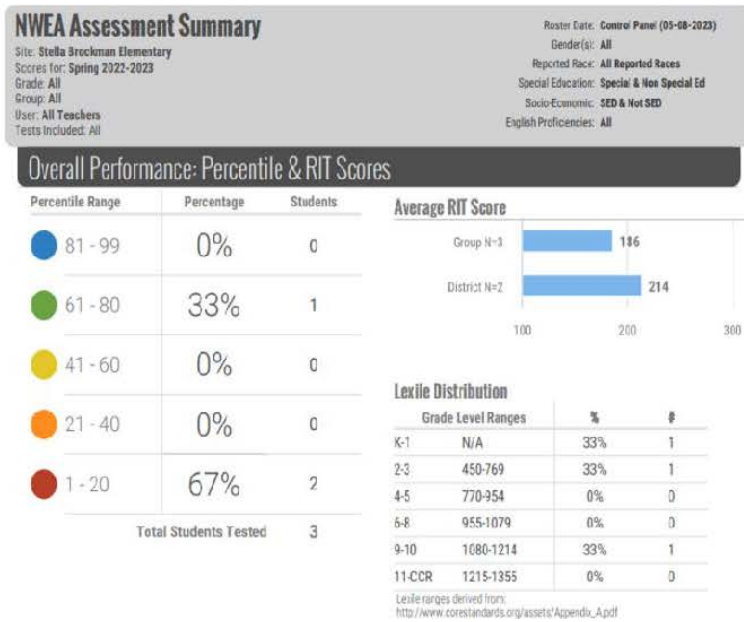 NWEA Assessment Summary
Site: Stella Brockman Elementary
Scores for: Spring 2022-2023
Grade: All
Group: All
User: All Teachers
Tests Included: All
Roster Date: Control Panel (05-08-2023)
Gender(s): All
Reported Race: All Reported Races
Special Education: Special & Non Special Ed
Socio-Economic: SED & Not SED
English Proficiencies: All
Overall Performance: Percentile & RIT Scores
Percentile Range Percentage Students
81 - 99 0% 0
61 - 80 33% 1
41 - 60 0% 0
21 - 40 0% 0
1 - 20 67% 2
Total Students Tested 3
Average RIT Score
Group N=3 186
District N=2 214
100 200 300
Lexile Distribution
Grade Level Ranges % #
K-1 N/A 33% 1
2-3 450-769 33% 1
4-5 770-954 0% 0
6-8 955-1079 0% 0
9-10 1080-1214 33% 1
11-CCR 1215-1355 0% 0
Lexile ranges derived from:
http://www.corestandards.org/assets/Appendix_A.pdf